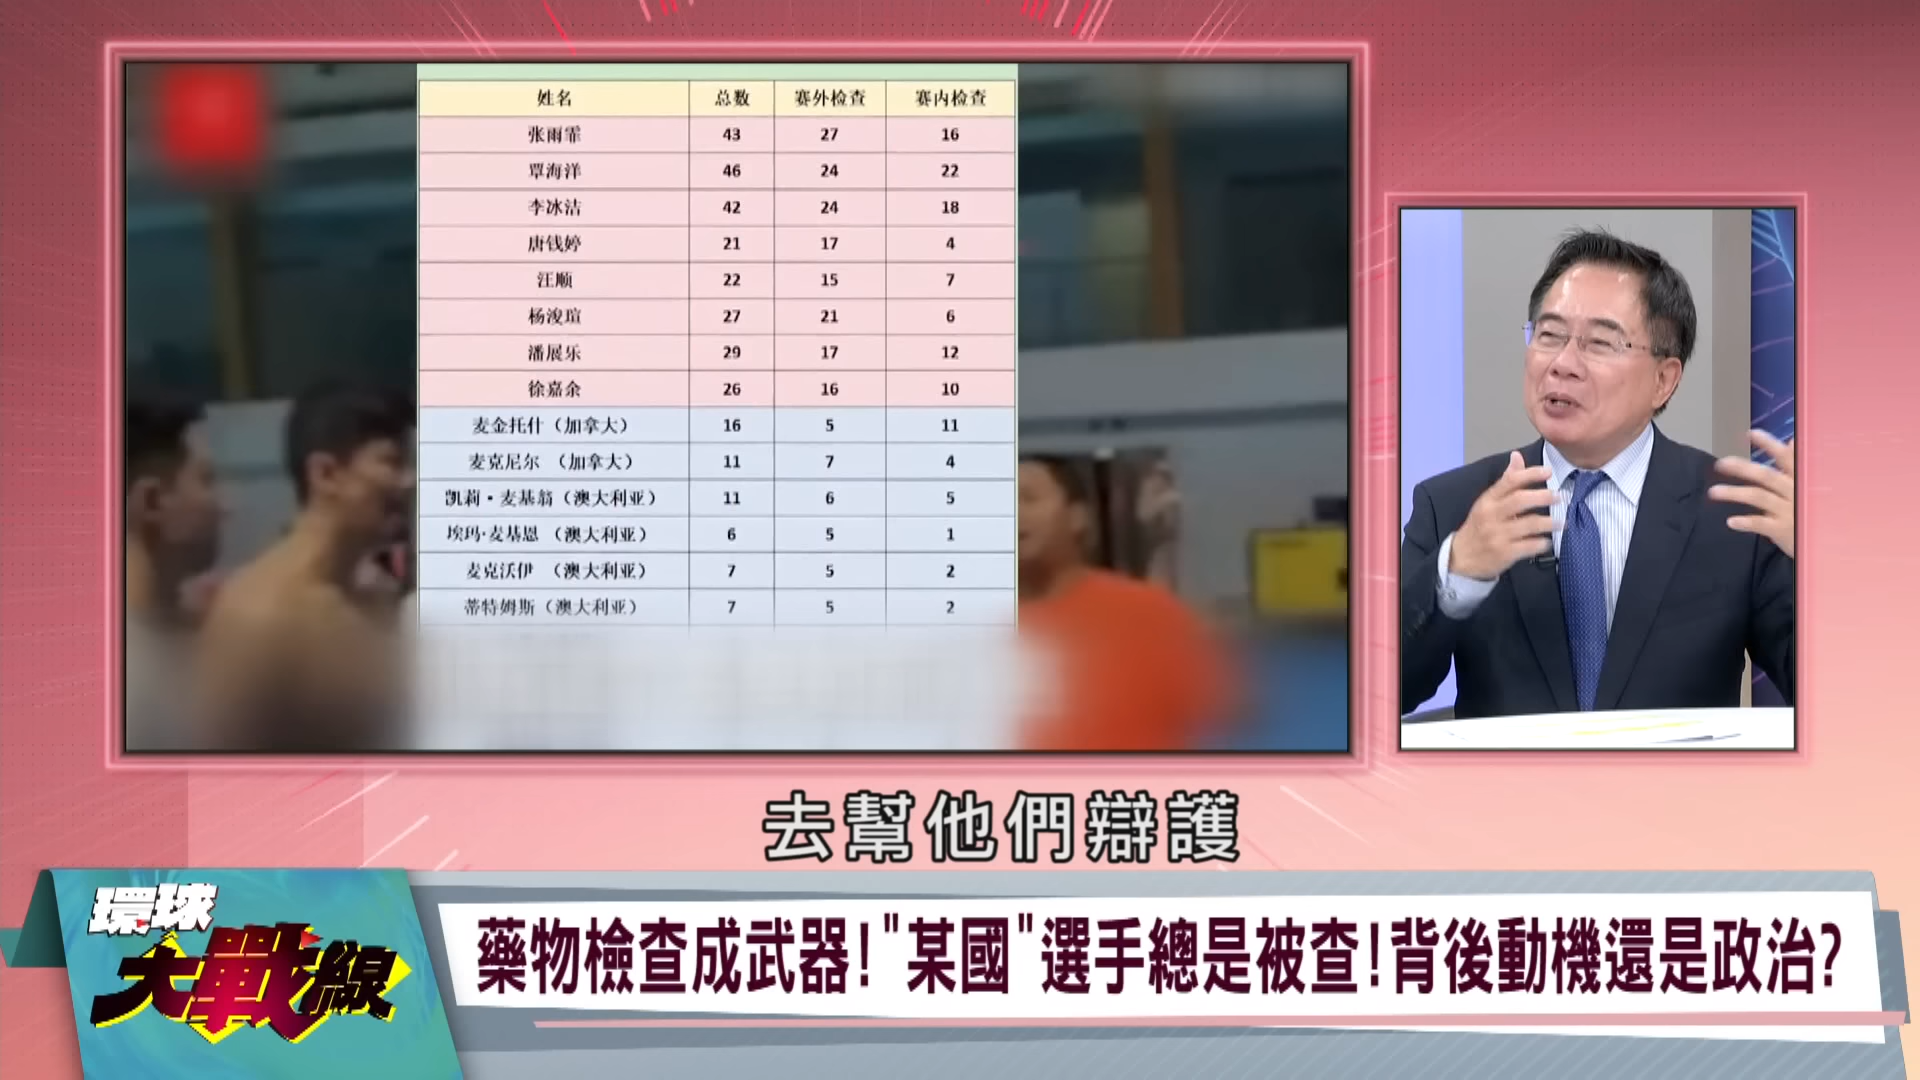 姓名 总数 赛外检查 赛内检查
张雨霏 43 27 16
覃海洋 46 24 22
李冰洁 42 24 18
唐钱婷 21 17 4
汪顺 22 15 7
杨浚瑄 27 21 6
潘展乐 29 17 12
徐嘉余 26 16 10
麦金托什（加拿大） 16 5 11
麦克尼尔 （加拿大） 11 7 4
凯莉·麦基翁（澳大利亚） 11 6 5
埃玛·麦基恩 （澳大利亚） 6 5 1
麦克沃伊 （澳大利亚） 7 5 2
蒂特姆斯（澳大利亚） 7 5 2
去幫他們辯護
環球
大戰線
藥物檢查成武器!"某國"選手總是被查!背後動機還是政治?